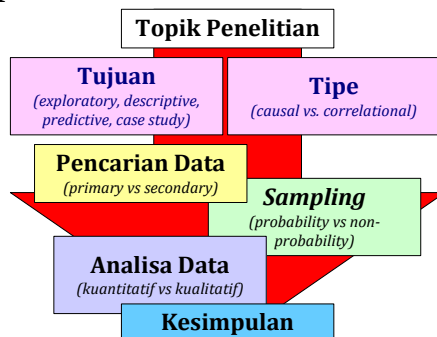 Topik Penelitian
Tujuan
(exploratory, descriptive,
predictive, case study)
Tipe
(causal vs. correlational)
Pencarian Data
(primary vs secondary)
Sampling
(probability vs non-
probability)
Analisa Data
(kuantitatif vs kualitatif)
Kesimpulan